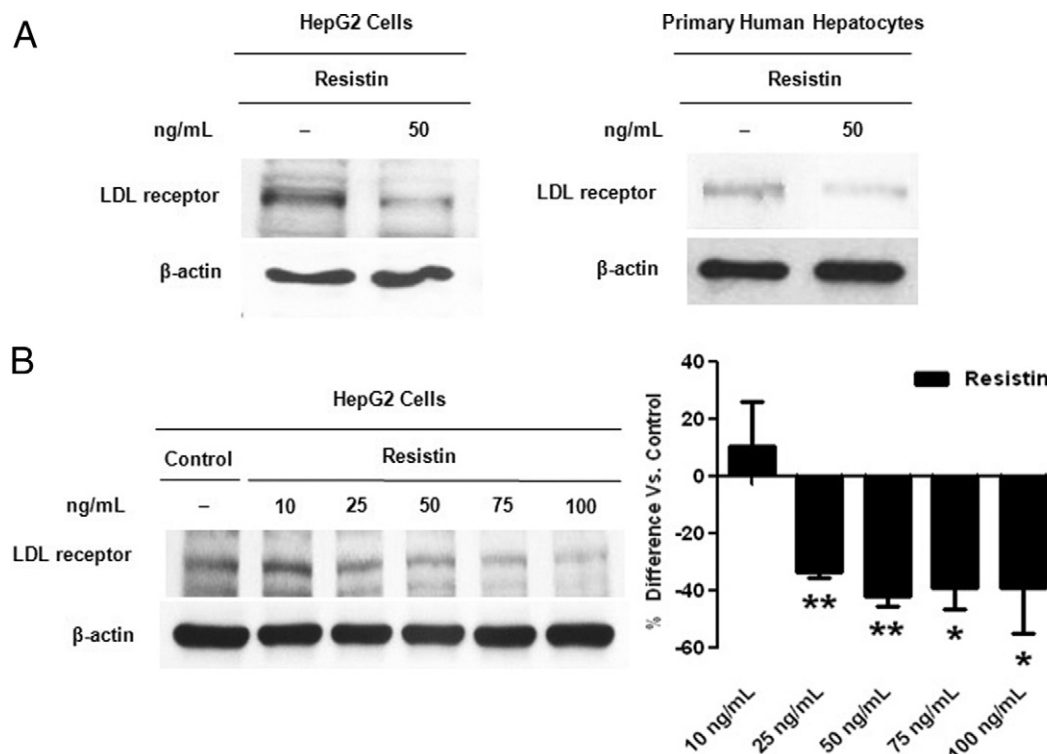 A
HepG2 Cells
Resistin
ng/mL – 50
LDL receptor
β-actin
Primary Human Hepatocytes
Resistin
ng/mL – 50
LDL receptor
β-actin
B
HepG2 Cells
Control Resistin
ng/mL – 10 25 50 75 100
LDL receptor
β-actin
% Difference Vs. Control
40
20
0
-20
-40
-60
Resistin
**
**
*
*
10 ng/mL
25 ng/mL
50 ng/mL
75 ng/mL
100 ng/mL